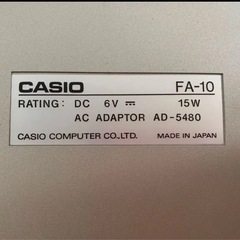 CASIO FA-10
RATING: DC 6V ⎓ 15W
AC ADAPTOR AD-5480
CASIO COMPUTER CO.,LTD. MADE IN JAPAN